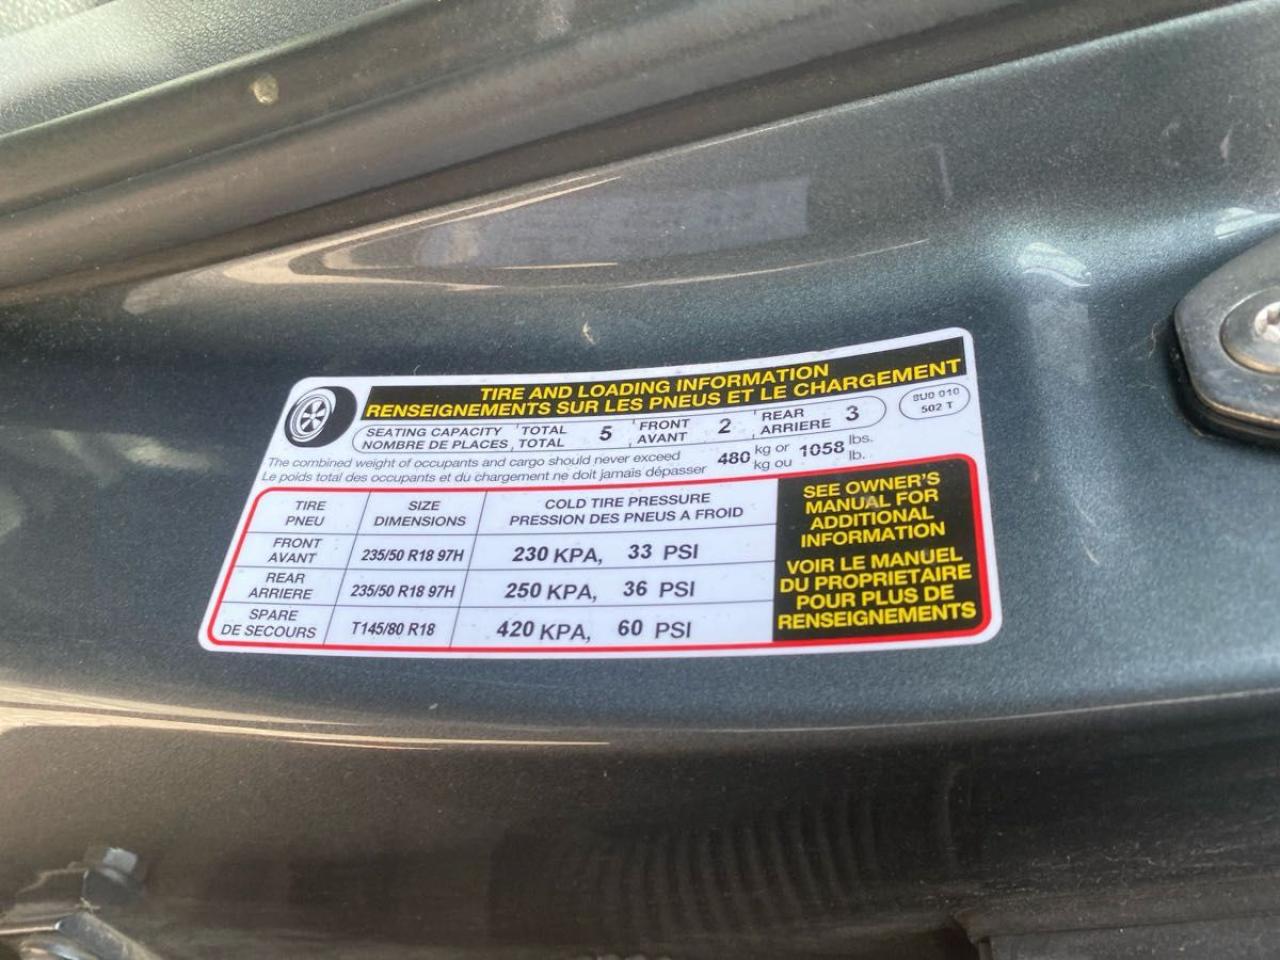 TIRE AND LOADING INFORMATION
RENSEIGNEMENTS SUR LES PNEUS ET LE CHARGEMENT
SEATING CAPACITY TOTAL 5 FRONT 2 REAR 3
NOMBRE DE PLACES TOTAL AVANT ARRIERE
8U0 010
502 T
The combined weight of occupants and cargo should never exceed 480 kg or 1058 lbs.
Le poids total des occupants et du chargement ne doit jamais dépasser kg ou lb.
TIRE SIZE COLD TIRE PRESSURE
PNEU DIMENSIONS PRESSION DES PNEUS A FROID
FRONT
AVANT 235/50 R18 97H 230 KPA, 33 PSI
REAR
ARRIERE 235/50 R18 97H 250 KPA, 36 PSI
SPARE
DE SECOURS T145/80 R18 420 KPA, 60 PSI
SEE OWNER'S
MANUAL FOR
ADDITIONAL
INFORMATION
VOIR LE MANUEL
DU PROPRIETAIRE
POUR PLUS DE
RENSEIGNEMENTS